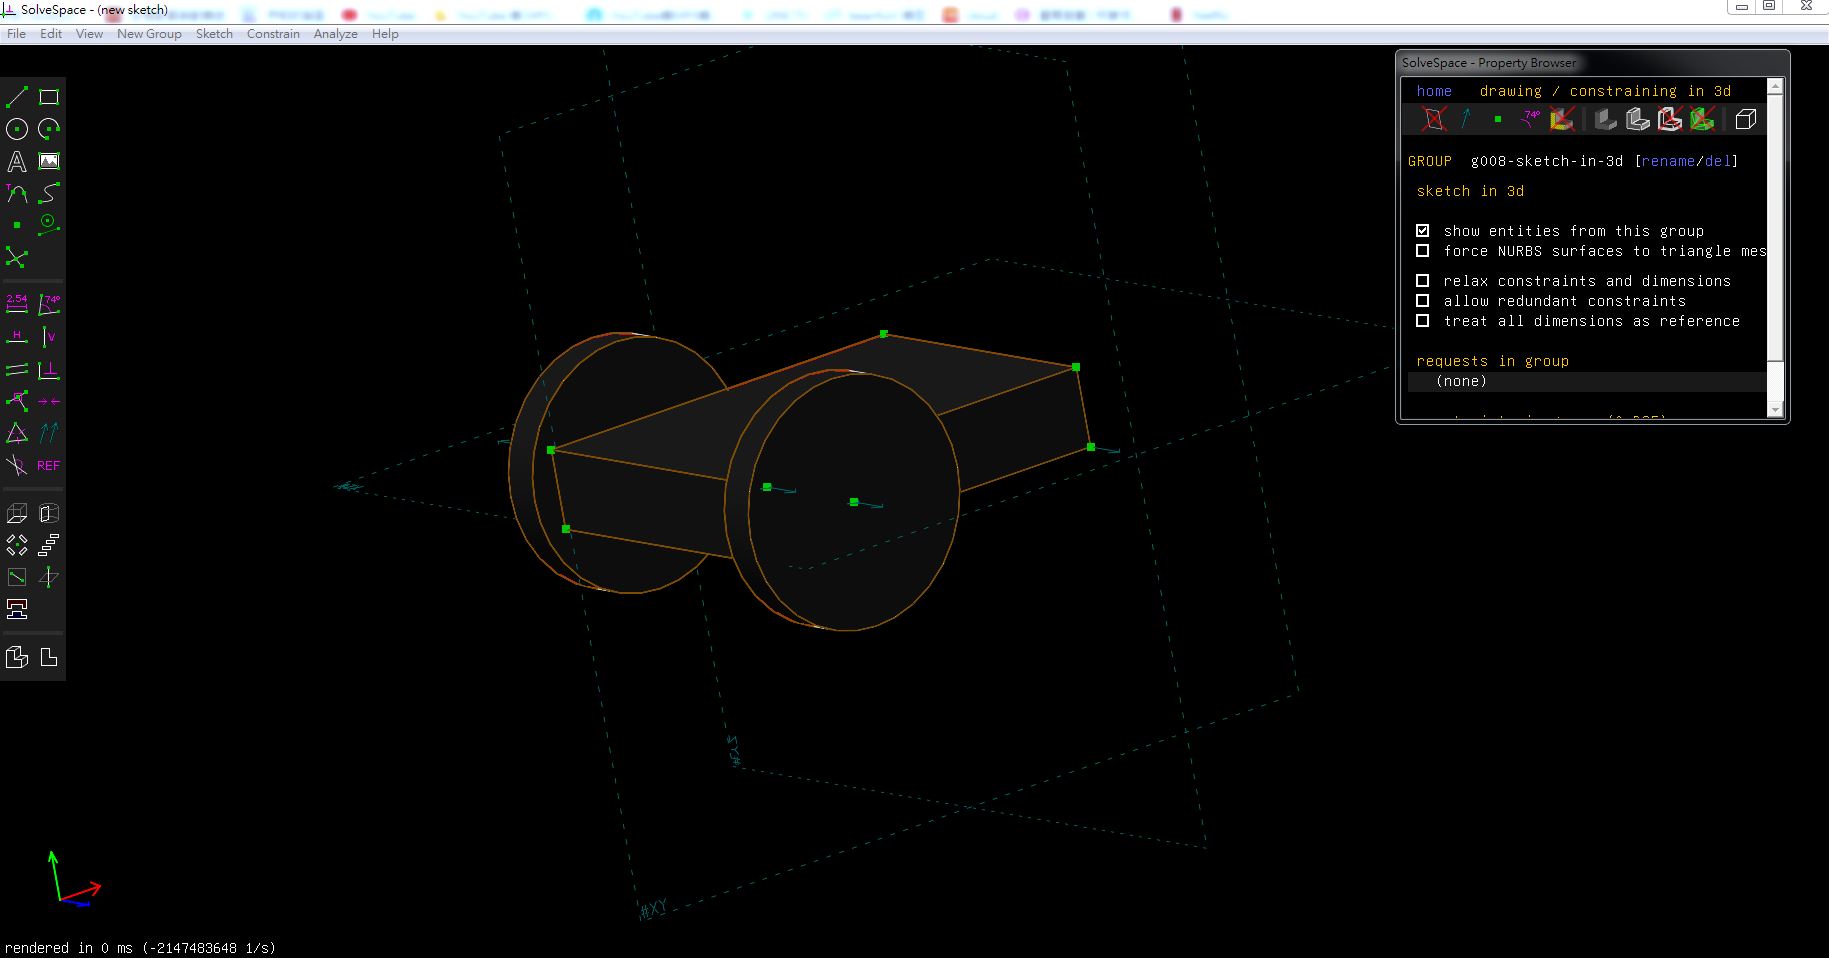 SolveSpace - (new sketch)
File Edit View New Group Sketch Constrain Analyze Help
SolveSpace - Property Browser
home drawing / constraining in 3d
74°
GROUP g008-sketch-in-3d [rename/del]
sketch in 3d
show entities from this group
force NURBS surfaces to triangle mes
relax constraints and dimensions
allow redundant constraints
treat all dimensions as reference
requests in group
(none)
A
T
2.54 74°
H V
REF
#YZ
#XY
rendered in 0 ms (-2147483648 1/s)